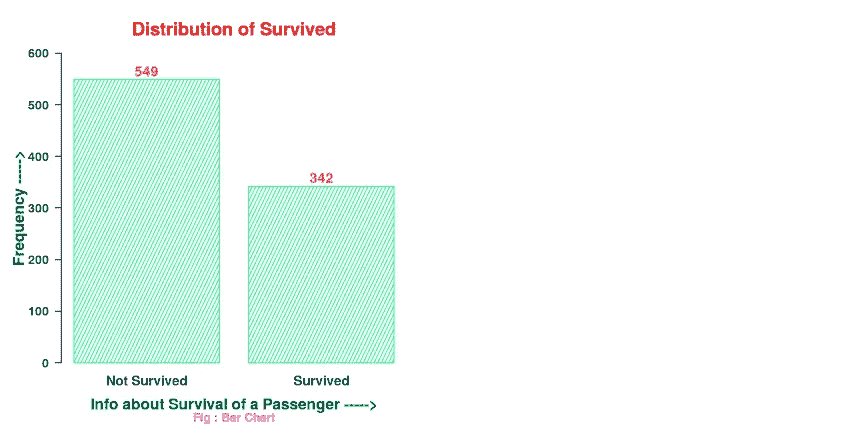 Distribution of Survived
600
549
500
400
342
300
200
100
0
Frequency ----->
Not Survived
Survived
Info about Survival of a Passenger ----->
Fig : Bar Chart